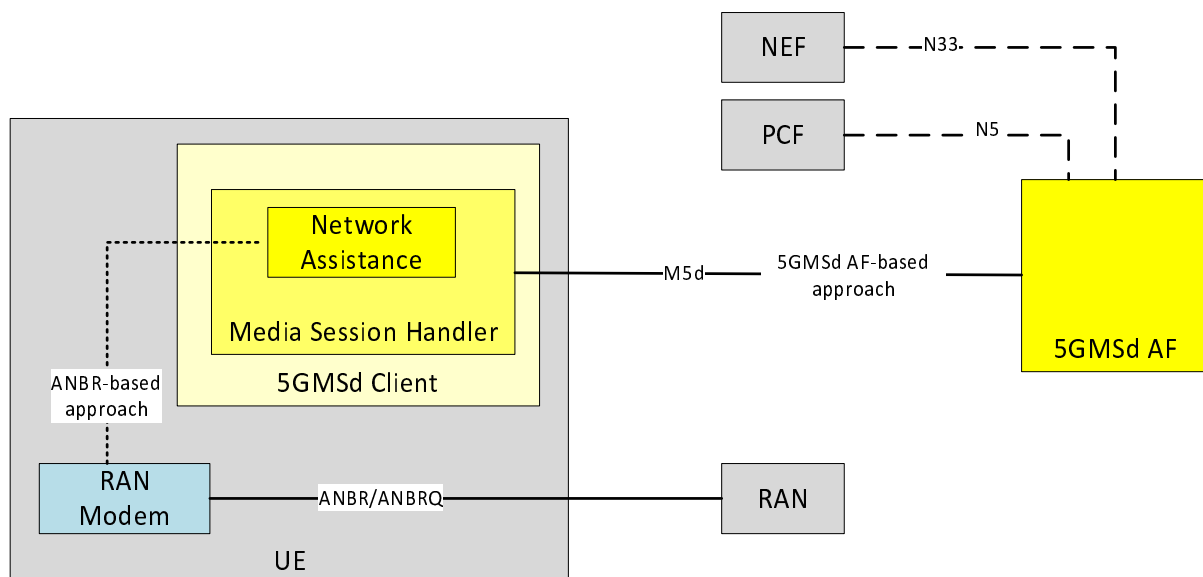 NEF
N33
PCF
N5
Network
Assistance
Media Session Handler
5GMSd Client
M5d
5GMSd AF-based
approach
5GMSd AF
ANBR-based
approach
RAN
Modem
ANBR/ANBRQ
RAN
UE